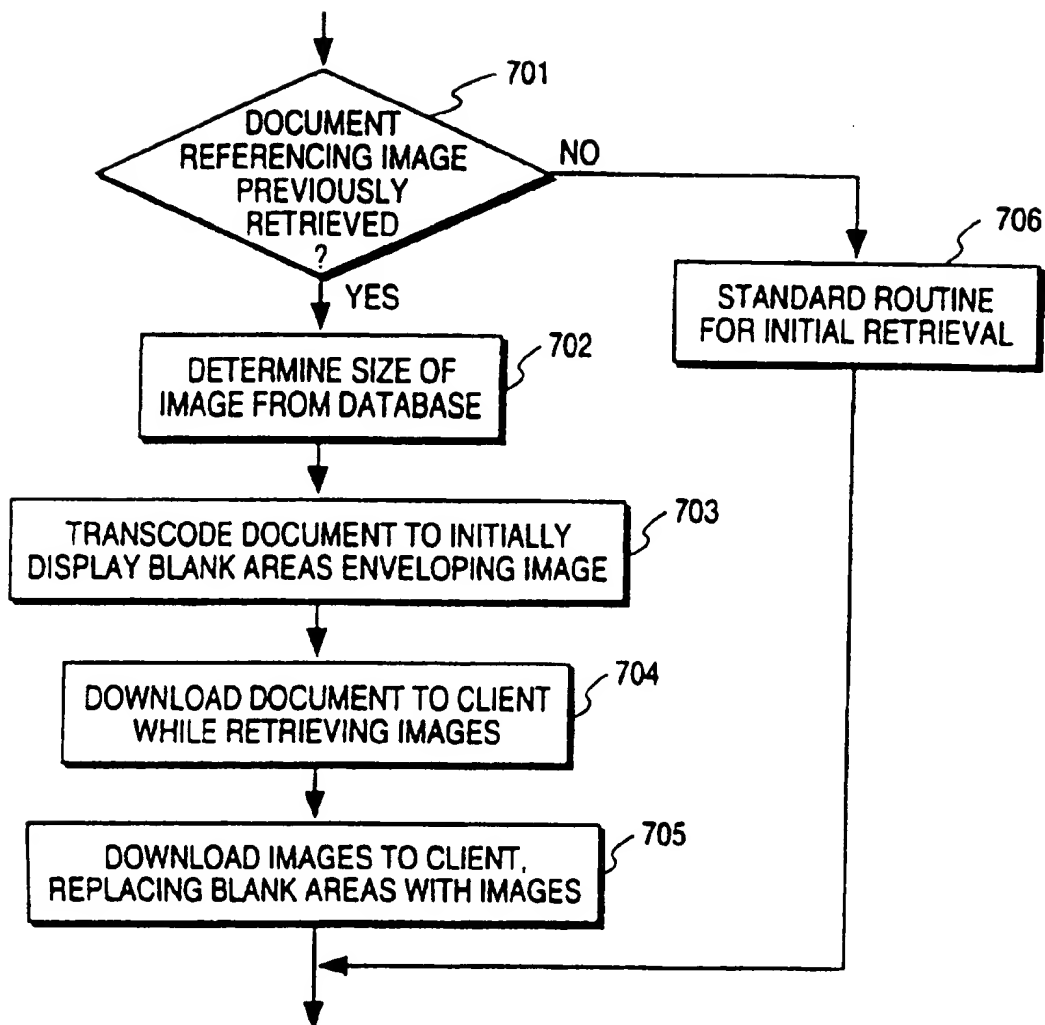 701
DOCUMENT
REFERENCING IMAGE
PREVIOUSLY
RETRIEVED
?
NO
YES
706
STANDARD ROUTINE
FOR INITIAL RETRIEVAL
702
DETERMINE SIZE OF
IMAGE FROM DATABASE
703
TRANSCODE DOCUMENT TO INITIALLY
DISPLAY BLANK AREAS ENVELOPING IMAGE
704
DOWNLOAD DOCUMENT TO CLIENT
WHILE RETRIEVING IMAGES
705
DOWNLOAD IMAGES TO CLIENT,
REPLACING BLANK AREAS WITH IMAGES